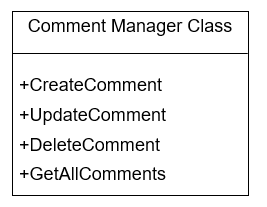 Comment Manager Class
+CreateComment
+UpdateComment
+DeleteComment
+GetAllComments